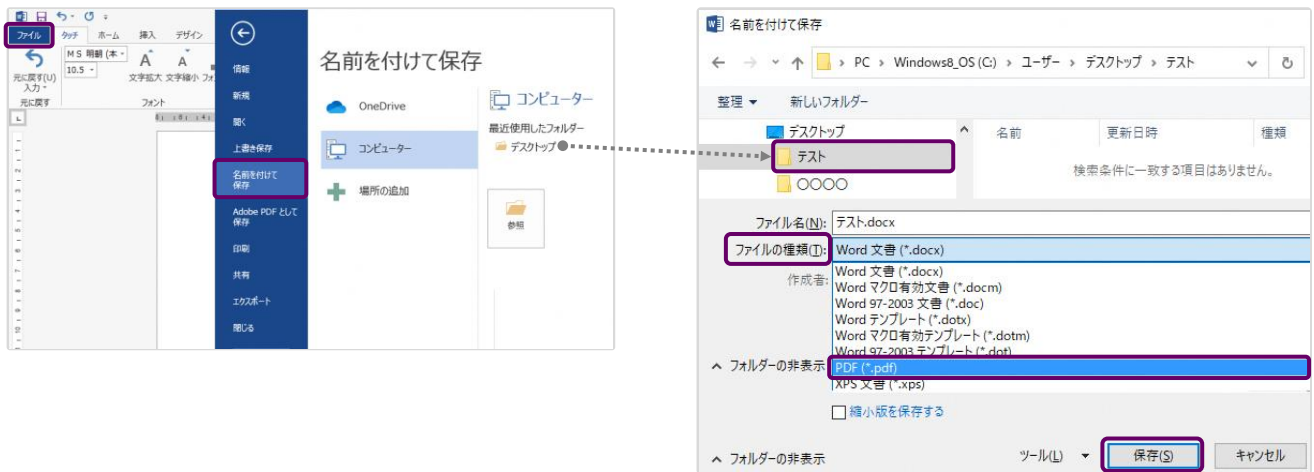 ファイル タッチ ホーム 挿入 デザイン
元に戻す(U)
入力
元に戻す
MS 明朝 (本
10.5
A A
文字拡大 文字縮小 フォ
フォント
L
情報
新規
開く
上書き保存
名前を付けて
保存
Adobe PDF として
保存
印刷
共有
エクスポート
閉じる
名前を付けて保存
OneDrive
コンピューター
場所の追加
コンピューター
最近使用したフォルダー
デスクトップ
参照
名前を付けて保存
PC › Windows8_OS (C:) › ユーザー › デスクトップ › テスト
整理 新しいフォルダー
デスクトップ
テスト
〇〇〇〇
名前 更新日時 種類
検索条件に一致する項目はありません。
ファイル名(N): テスト.docx
ファイルの種類(T): Word 文書 (*.docx)
作成者:
Word 文書 (*.docx)
Word マクロ有効文書 (*.docm)
Word 97-2003 文書 (*.doc)
Word テンプレート (*.dotx)
Word マクロ有効テンプレート (*.dotm)
Word 97-2003 テンプレート (*.dot)
PDF (*.pdf)
XPS 文書 (*.xps)
フォルダーの非表示
縮小版を保存する
フォルダーの非表示
ツール(L) 保存(S) キャンセル